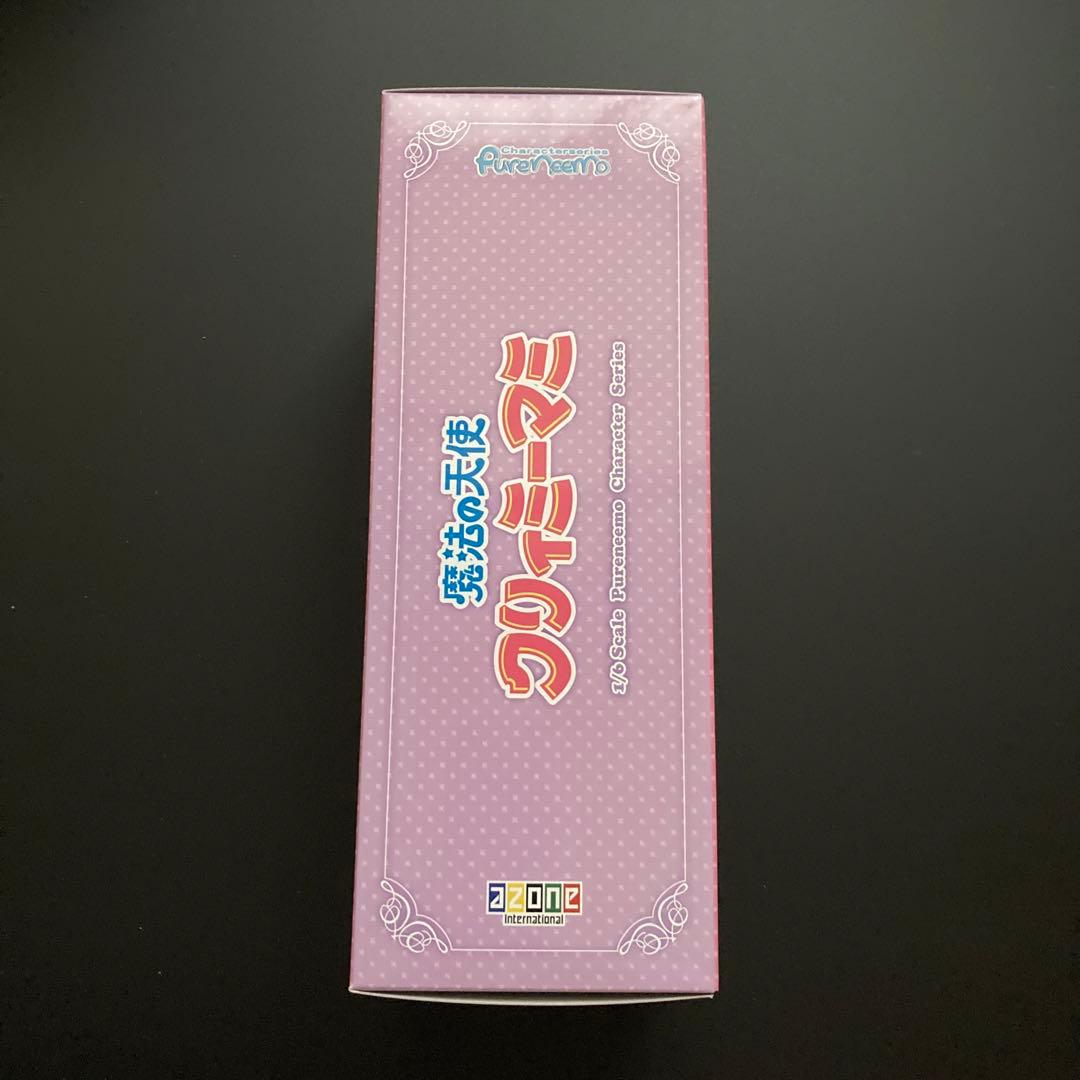 Characterseries
PureNeemo
魔法の天使
クリィミーマミ
1/6 Scale Pureneemo Character Series
azone
International